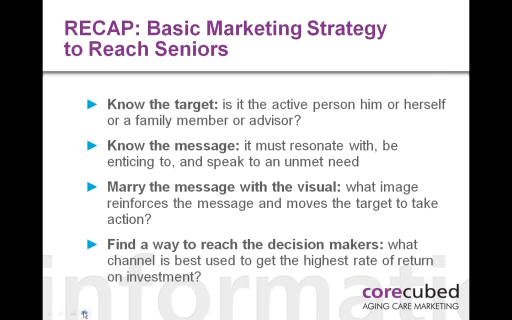 RECAP: Basic Marketing Strategy
to Reach Seniors
Know the target: is it the active person him or herself
or a family member or advisor?
Know the message: it must resonate with, be
enticing to, and speak to an unmet need
Marry the message with the visual: what image
reinforces the message and moves the target to take
action?
Find a way to reach the decision makers: what
channel is best used to get the highest rate of return
on investment?
informati
corecubed
AGING CARE MARKETING